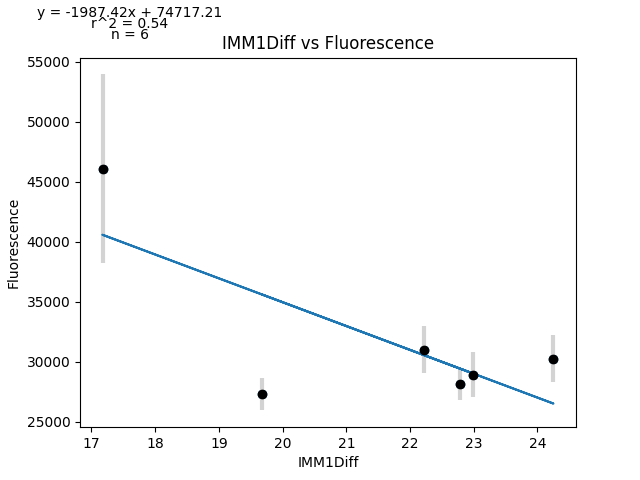 y = -1987.42x + 74717.21
r^2 = 0.54
n = 6
IMM1Diff vs Fluorescence
55000
50000
45000
40000
35000
30000
25000
Fluorescence
17 18 19 20 21 22 23 24
IMM1Diff